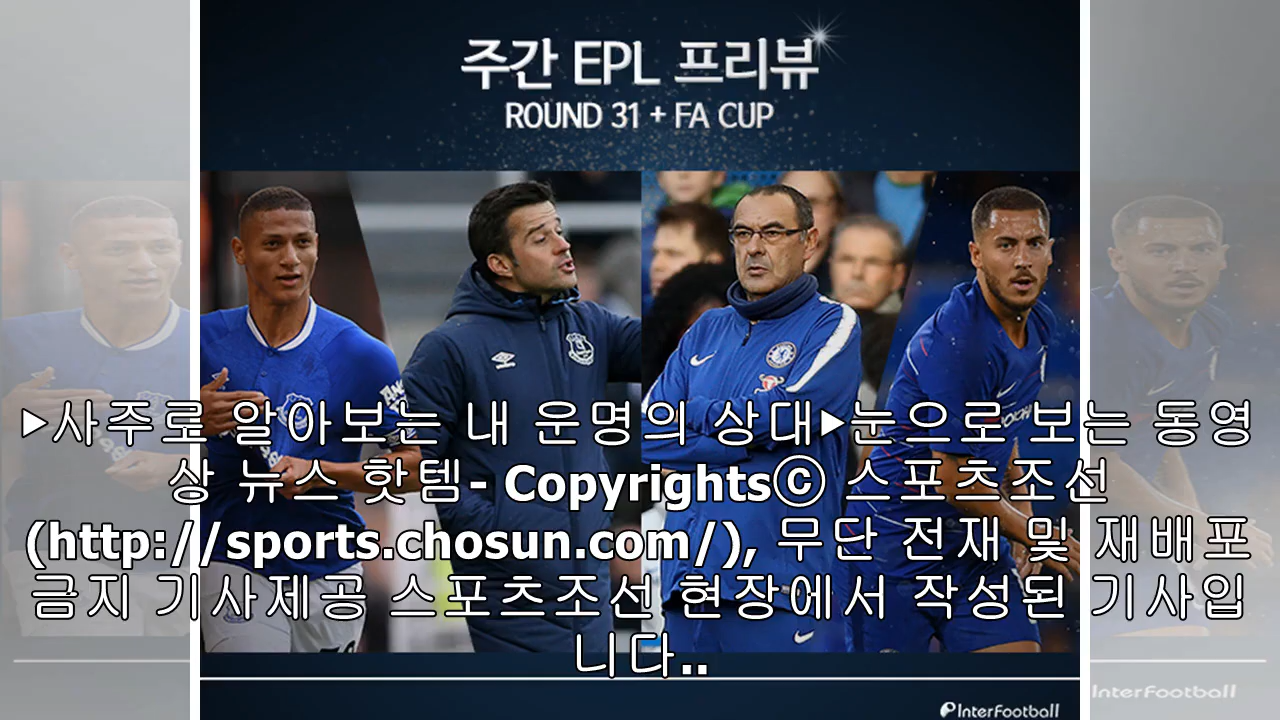 주간 EPL 프리뷰
ROUND 31 + FA CUP
▶사주로 알아보는 내 운명의 상대▶눈으로 보는 동영
상 뉴스 핫템- Copyrightsⓒ 스포츠조선
(http://sports.chosun.com/), 무단 전재 및 재배포
금지 기사제공 스포츠조선 현장에서 작성된 기사입
니다..
InterFootball
InterFootball